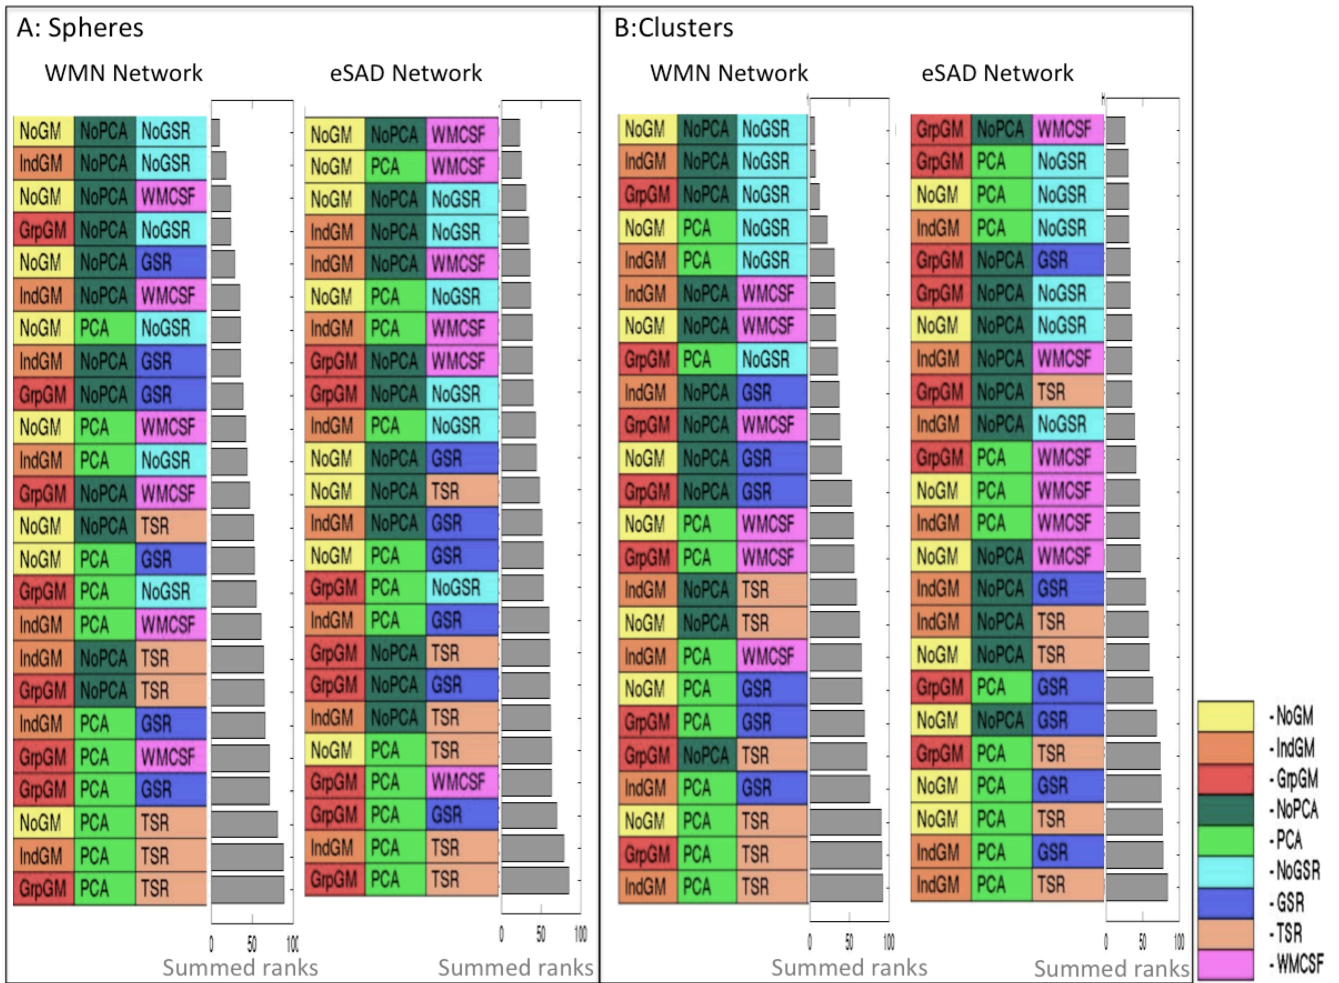 A: Spheres
WMN Network
NoGM NoPCA NoGSR
IndGM NoPCA NoGSR
NoGM NoPCA WMCSF
GrpGM NoPCA NoGSR
NoGM NoPCA GSR
IndGM NoPCA WMCSF
NoGM PCA NoGSR
IndGM NoPCA GSR
GrpGM NoPCA GSR
NoGM PCA WMCSF
IndGM PCA NoGSR
GrpGM NoPCA WMCSF
NoGM NoPCA TSR
NoGM PCA GSR
GrpGM PCA NoGSR
IndGM PCA WMCSF
IndGM NoPCA TSR
GrpGM NoPCA TSR
IndGM PCA GSR
GrpGM PCA WMCSF
GrpGM PCA GSR
NoGM PCA TSR
IndGM PCA TSR
GrpGM PCA TSR
0 50 100
Summed ranks
eSAD Network
NoGM NoPCA WMCSF
NoGM PCA WMCSF
NoGM NoPCA NoGSR
IndGM NoPCA NoGSR
IndGM NoPCA WMCSF
NoGM PCA NoGSR
IndGM PCA WMCSF
GrpGM NoPCA WMCSF
GrpGM NoPCA NoGSR
IndGM PCA NoGSR
NoGM NoPCA GSR
NoGM NoPCA TSR
IndGM NoPCA GSR
NoGM PCA GSR
GrpGM PCA NoGSR
IndGM PCA GSR
GrpGM NoPCA TSR
GrpGM NoPCA GSR
IndGM NoPCA TSR
NoGM PCA TSR
GrpGM PCA WMCSF
GrpGM PCA GSR
IndGM PCA TSR
GrpGM PCA TSR
0 50 100
Summed ranks
B:Clusters
WMN Network
NoGM NoPCA NoGSR
IndGM NoPCA NoGSR
GrpGM NoPCA NoGSR
NoGM PCA NoGSR
IndGM PCA NoGSR
IndGM NoPCA WMCSF
NoGM NoPCA WMCSF
GrpGM PCA NoGSR
IndGM NoPCA GSR
GrpGM NoPCA WMCSF
NoGM NoPCA GSR
GrpGM NoPCA GSR
NoGM PCA WMCSF
GrpGM PCA WMCSF
IndGM NoPCA TSR
NoGM NoPCA TSR
IndGM PCA WMCSF
NoGM PCA GSR
GrpGM PCA GSR
GrpGM NoPCA TSR
IndGM PCA GSR
NoGM PCA TSR
GrpGM PCA TSR
IndGM PCA TSR
0 50 100
Summed ranks
eSAD Network
GrpGM NoPCA WMCSF
GrpGM PCA NoGSR
NoGM PCA NoGSR
IndGM PCA NoGSR
GrpGM NoPCA GSR
GrpGM NoPCA NoGSR
NoGM NoPCA NoGSR
IndGM NoPCA WMCSF
GrpGM NoPCA TSR
IndGM NoPCA NoGSR
GrpGM PCA WMCSF
NoGM PCA WMCSF
IndGM PCA WMCSF
NoGM NoPCA WMCSF
IndGM NoPCA GSR
IndGM NoPCA TSR
NoGM NoPCA TSR
GrpGM PCA GSR
NoGM NoPCA GSR
GrpGM PCA TSR
NoGM PCA GSR
NoGM PCA TSR
IndGM PCA GSR
IndGM PCA TSR
0 50 100
Summed ranks
- NoGM
- IndGM
- GrpGM
- NoPCA
- PCA
- NoGSR
- GSR
- TSR
- WMCSF